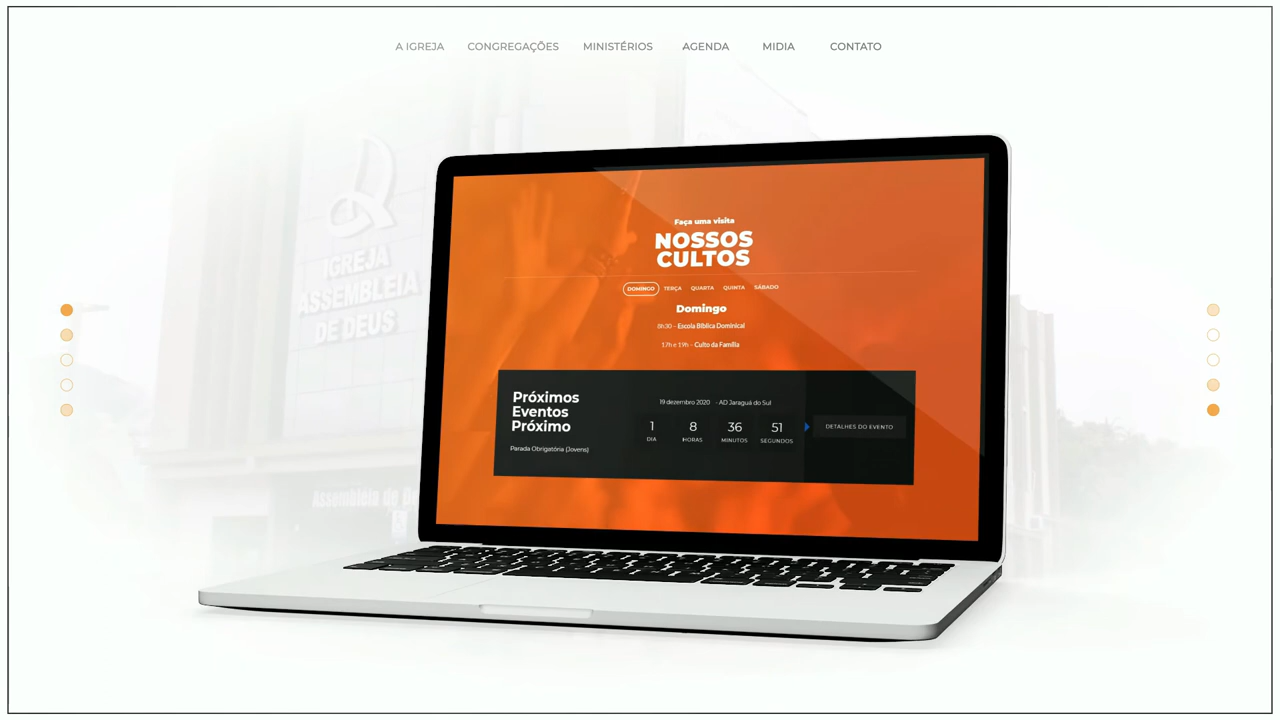 A IGREJA CONGREGAÇÕES MINISTÉRIOS AGENDA MIDIA CONTATO
IGREJA
ASSEMBLEIA
DE DEUS
Assembleia de
Faça uma visita
NOSSOS
CULTOS
DOMINGO TERÇA QUARTA QUINTA SÁBADO
Domingo
8h30 – Escola Bíblica Dominical
17h e 19h – Culto da Família
Próximos
Eventos
Próximo
Parada Obrigatória (Jovens)
19 dezembro 2020 - AD Jaraguá do Sul
1 8 36 51
DIA HORAS MINUTOS SEGUNDOS
DETALHES DO EVENTO